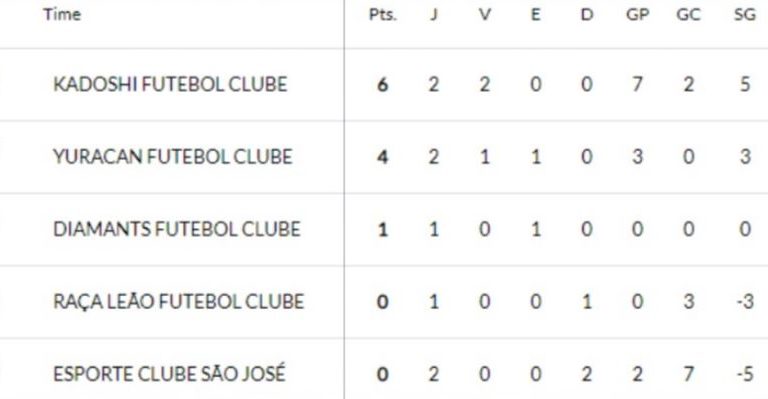 Time Pts. J V E D GP GC SG
KADOSHI FUTEBOL CLUBE 6 2 2 0 0 7 2 5
YURACAN FUTEBOL CLUBE 4 2 1 1 0 3 0 3
DIAMANTS FUTEBOL CLUBE 1 1 0 1 0 0 0 0
RAÇA LEÃO FUTEBOL CLUBE 0 1 0 0 1 0 3 -3
ESPORTE CLUBE SÃO JOSÉ 0 2 0 0 2 2 7 -5